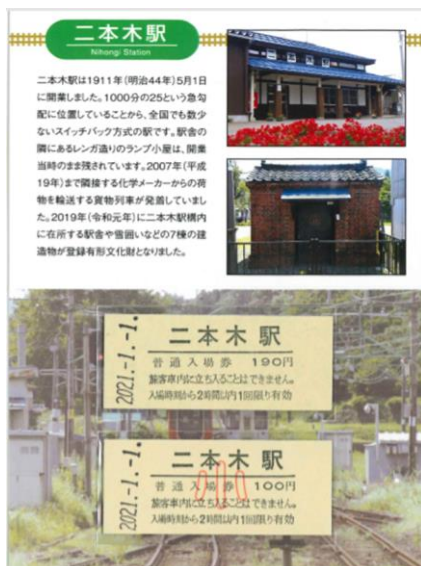 二本木駅
Nihongi Station
二本木駅は1911年(明治44年)5月1日
に開業しました。1000分の25という急勾
配に位置していることから、全国でも数少
ないスイッチバック方式の駅です。駅舎の
隣にあるレンガ造りのランプ小屋は、開業
当時のまま残されています。2007年(平成
19年)まで隣接する化学メーカーからの荷
物を輸送する貨物列車が発着していまし
た。2019年(令和元年)に二本木駅構内
に在所する駅舎や雪囲いなどの7棟の建
造物が登録有形文化財となりました。
2021.-1.-1.
二本木駅
普通入場券 190円
旅客車内に立ち入ることはできません。
入場時刻から2時間以内1回限り有効
2021.-1.-1.
二本木駅
小
普通入場券 100円
旅客車内に立ち入ることはできません。
入場時刻から2時間以内1回限り有効